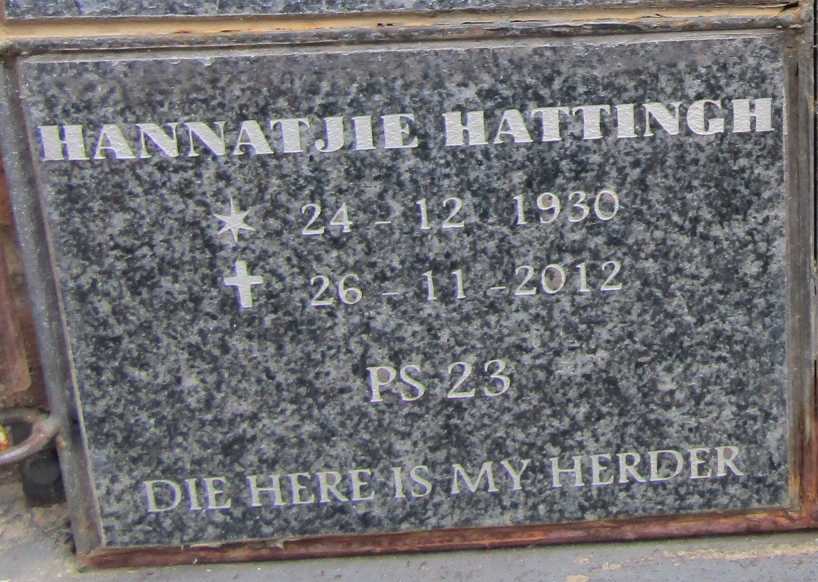 HANNATJIE HATTINGH
24 - 12 - 1930
26 - 11 - 2012
PS 23
DIE HERE IS MY HERDER